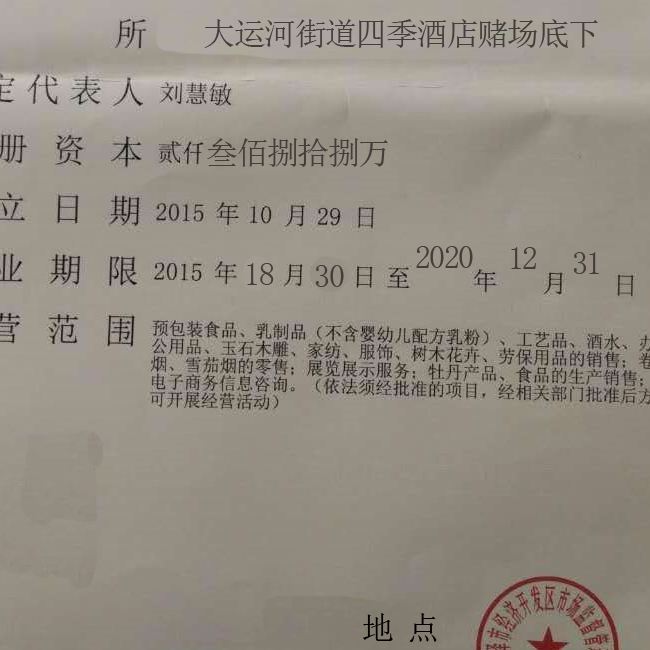 所 大运河街道四季酒店赌场底下
定代表人 刘慧敏
册资本 贰仟叁佰捌拾捌万
立日期 2015 年 10 月 29 日
业期限 2015 年 18 月 30 日 至 2020 年 12 月 31 日
营范围 预包装食品、乳制品（不含婴幼儿配方乳粉）、工艺品、酒水、办
公用品、玉石木雕、家纺、服饰、树木花卉、劳保用品的销售；卷
烟、雪茄烟的零售；展览展示服务；牡丹产品、食品的生产销售；
电子商务信息咨询。（依法须经批准的项目，经相关部门批准后方
可开展经营活动）
地点
泽市经济开发区市场监督管